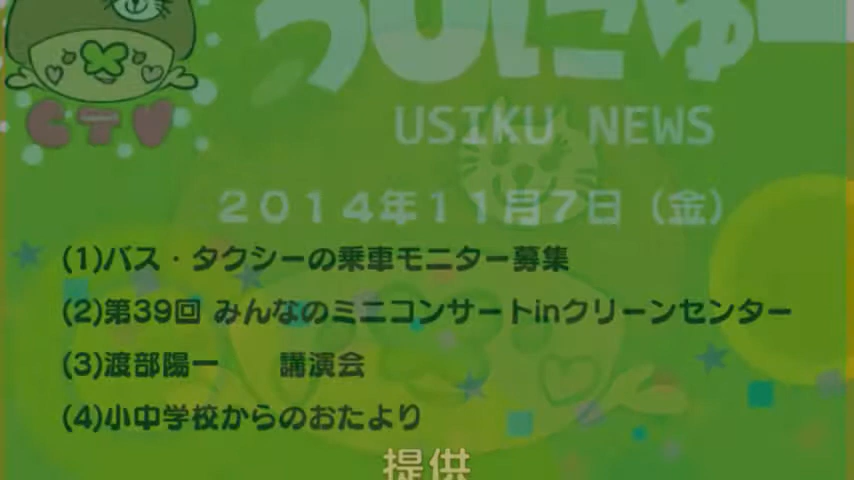 うしにゅー
CTV
USIKU NEWS
２０１４年１１月７日（金）
(1)バス・タクシーの乗車モニター募集
(2)第39回 みんなのミニコンサートinクリーンセンター
(3)渡部陽一　　講演会
(4)小中学校からのおたより
提供